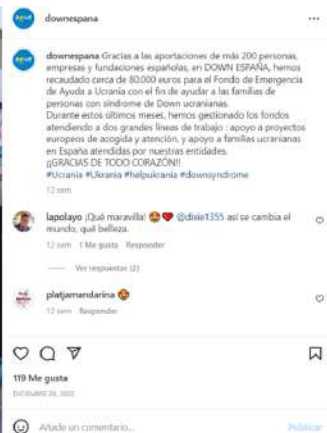 downespana
downespana Gracias a las aportaciones de más 200 personas,
empresas y fundaciones españolas, en DOWN ESPAÑA, hemos
recaudado cerca de 80.000 euros para el Fondo de Emergencia
de Ayuda a Ucrania con el fin de ayudar a las familias de
personas con síndrome de Down ucranianas.
Durante estos últimos meses, hemos gestionado los fondos
atendiendo a dos grandes líneas de trabajo : apoyo a proyectos
europeos de acogida y atención, y apoyo a familias ucranianas
en España atendidas por nuestras entidades.
¡¡GRACIAS DE TODO CORAZÓN!!
#Ucrania #Ukrania #helpukrania #downsyndrome
12 sem
lapolayo ¡Qué maravilla! 😍❤️ @dixie1355 así se cambia el
mundo, qué belleza.
12 sem 1 Me gusta Responder
Ver respuestas (2)
platjamandarina 😍
12 sem Responder
119 Me gusta
DICIEMBRE 29, 2022
Añade un comentario...
Publicar